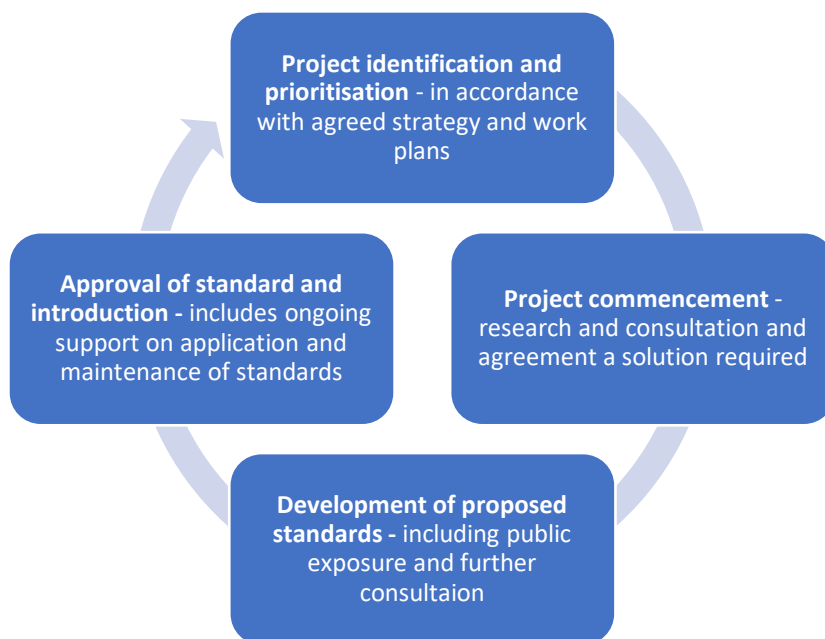 Project identification and
prioritisation - in accordance
with agreed strategy and work
plans
Project commencement -
research and consultation and
agreement a solution required
Development of proposed
standards - including public
exposure and further
consultaion
Approval of standard and
introduction - includes ongoing
support on application and
maintenance of standards